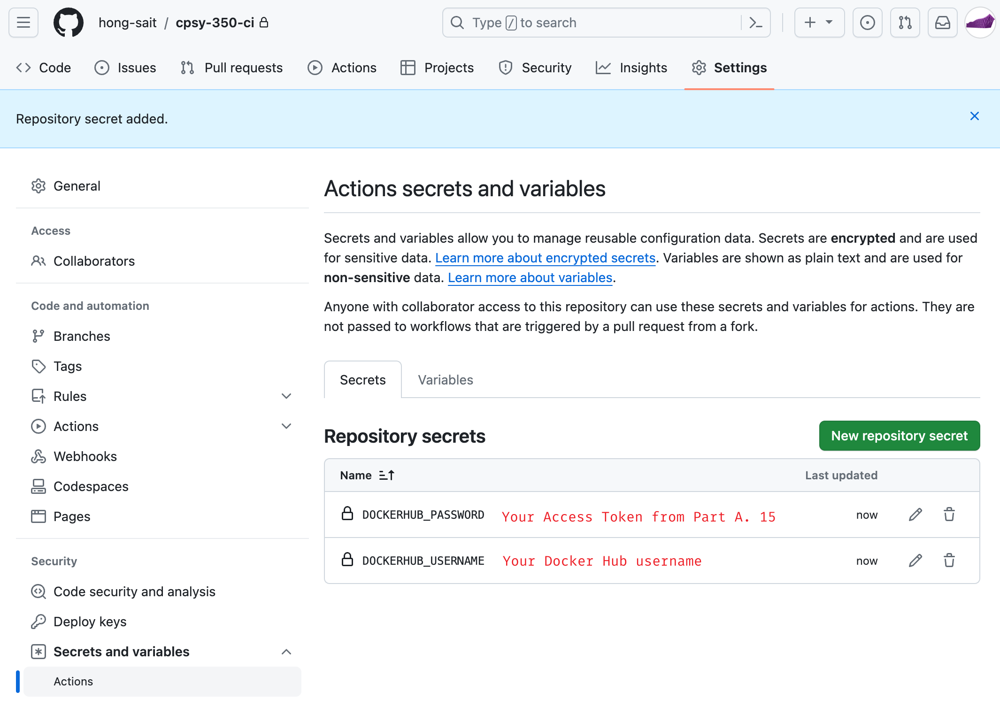 hong-sait / cpsy-350-ci
Type / to search
Code Issues Pull requests Actions Projects Security Insights Settings
Repository secret added.
General
Access
Collaborators
Code and automation
Branches
Tags
Rules
Actions
Webhooks
Codespaces
Pages
Security
Code security and analysis
Deploy keys
Secrets and variables
Actions
Actions secrets and variables
Secrets and variables allow you to manage reusable configuration data. Secrets are encrypted and are used
for sensitive data. Learn more about encrypted secrets. Variables are shown as plain text and are used for
non-sensitive data. Learn more about variables.
Anyone with collaborator access to this repository can use these secrets and variables for actions. They are
not passed to workflows that are triggered by a pull request from a fork.
Secrets Variables
Repository secrets New repository secret
Name Last updated
DOCKERHUB_PASSWORD Your Access Token from Part A. 15 now
DOCKERHUB_USERNAME Your Docker Hub username now